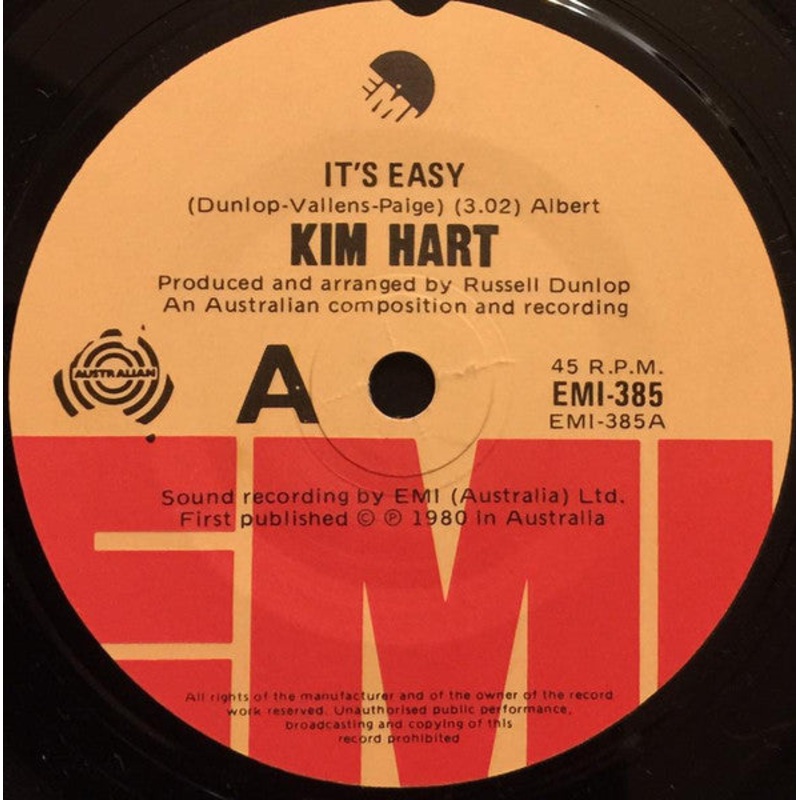 EMI
IT'S EASY
(Dunlop-Vallens-Paige) (3.02) Albert
KIM HART
Produced and arranged by Russell Dunlop
An Australian composition and recording
AUSTRALIAN
A
45 R.P.M.
EMI-385
EMI-385A
EMI
Sound recording by EMI (Australia) Ltd.
First published © ℗ 1980 in Australia
All rights of the manufacturer and of the owner of the record
work reserved. Unauthorised public performance,
broadcasting and copying of this
record prohibited